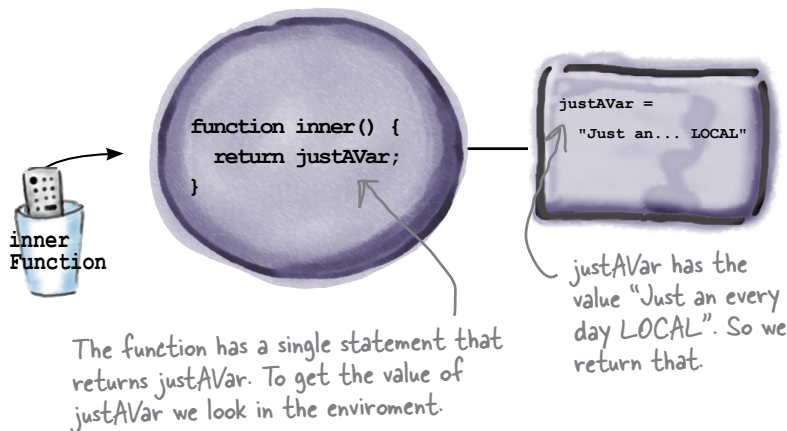 function inner() {
return justAVar;
}
justAVar =
"Just an... LOCAL"
inner
Function
justAVar has the
value "Just an every
day LOCAL". So we
return that.
The function has a single statement that
returns justAVar. To get the value of
justAVar we look in the enviroment.